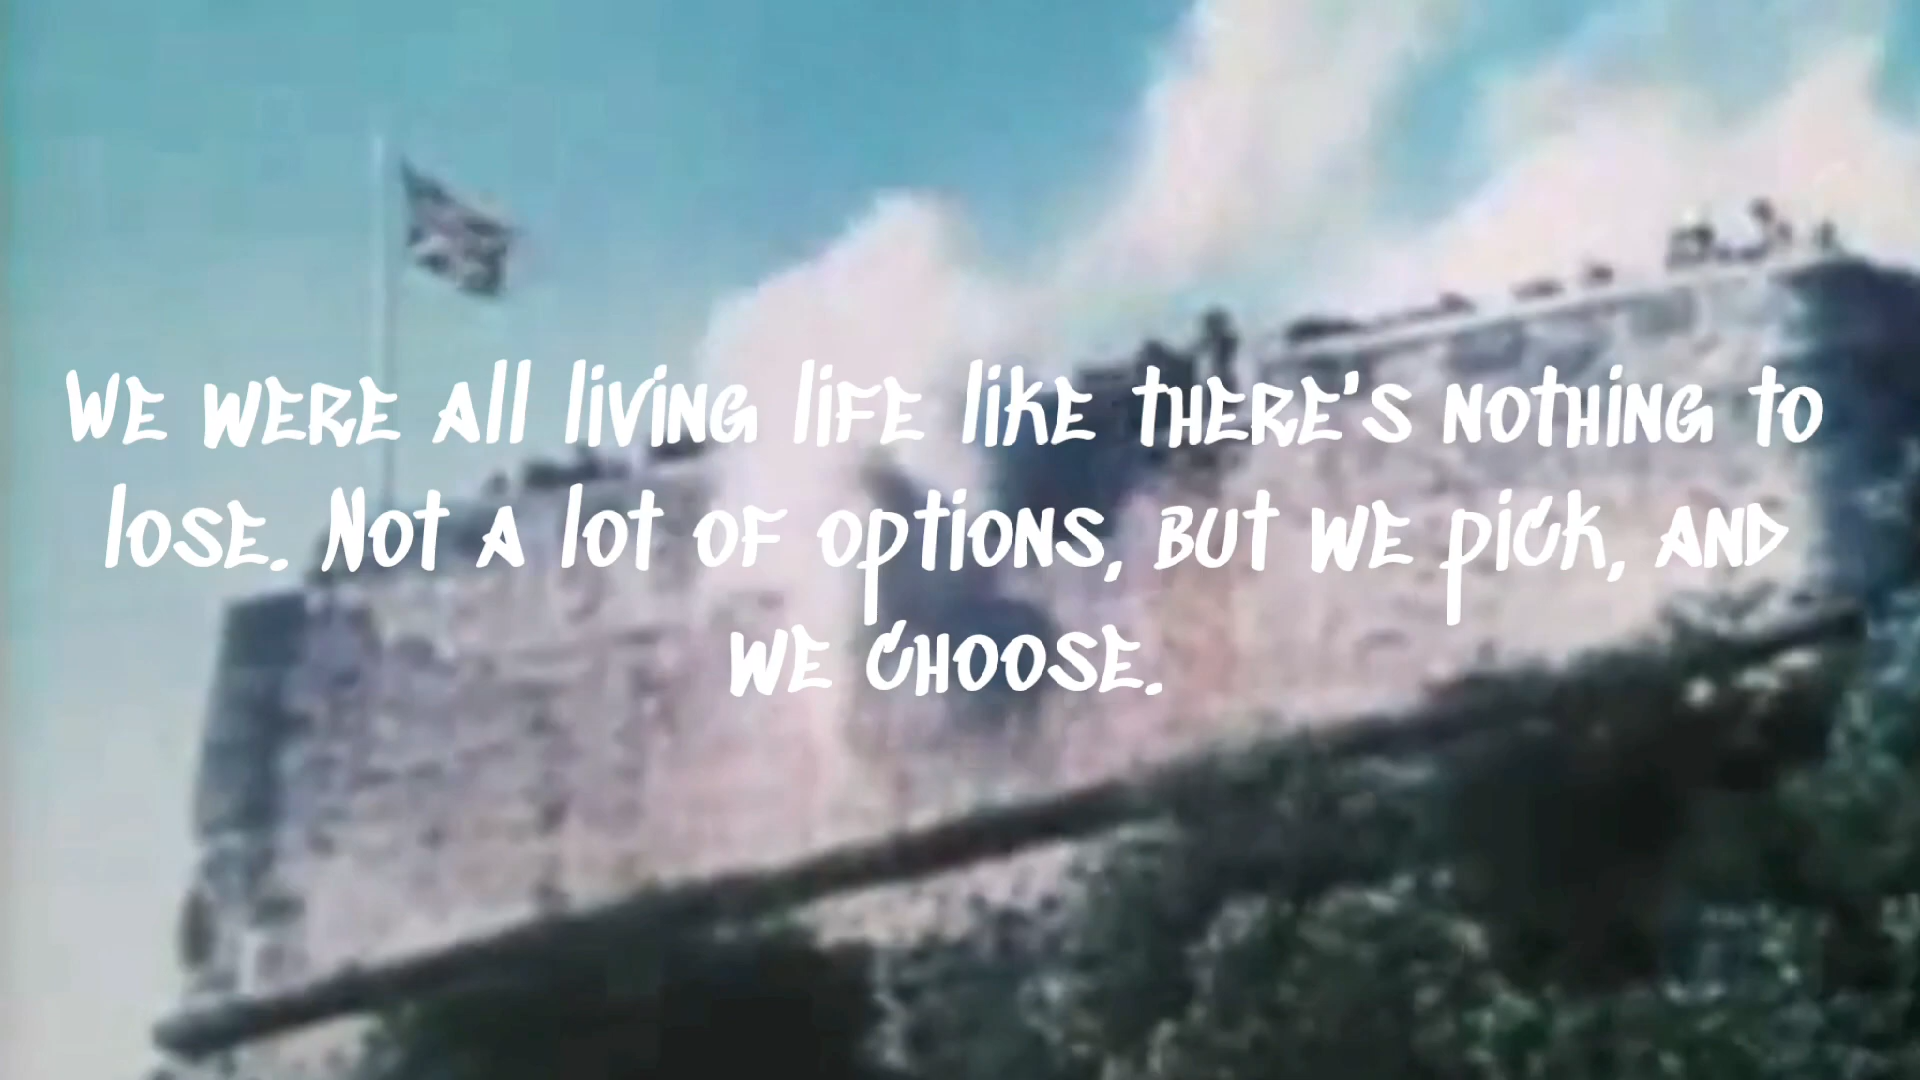 We were all living life like there's nothing to
lose. Not a lot of options, but we pick, and
we choose.